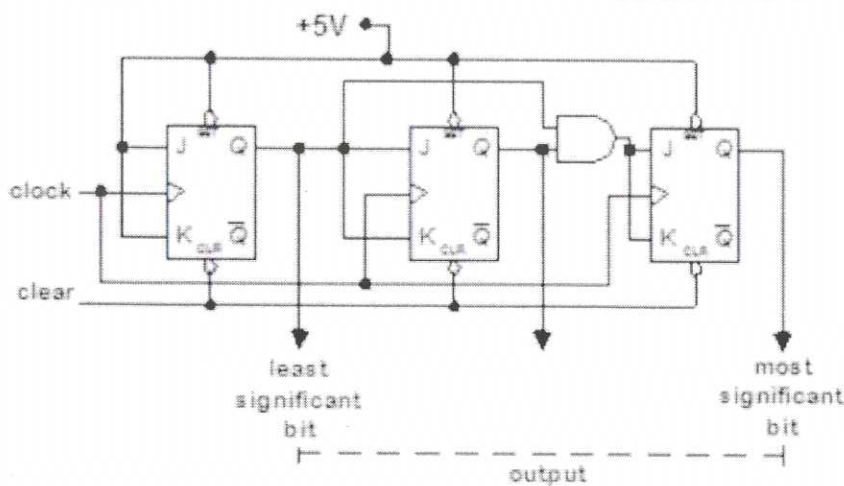 +5V
J Q J Q J Q
clock
K CLR Q̅ K CLR Q̅ K CLR Q̅
clear
least
significant
bit
most
significant
bit
output